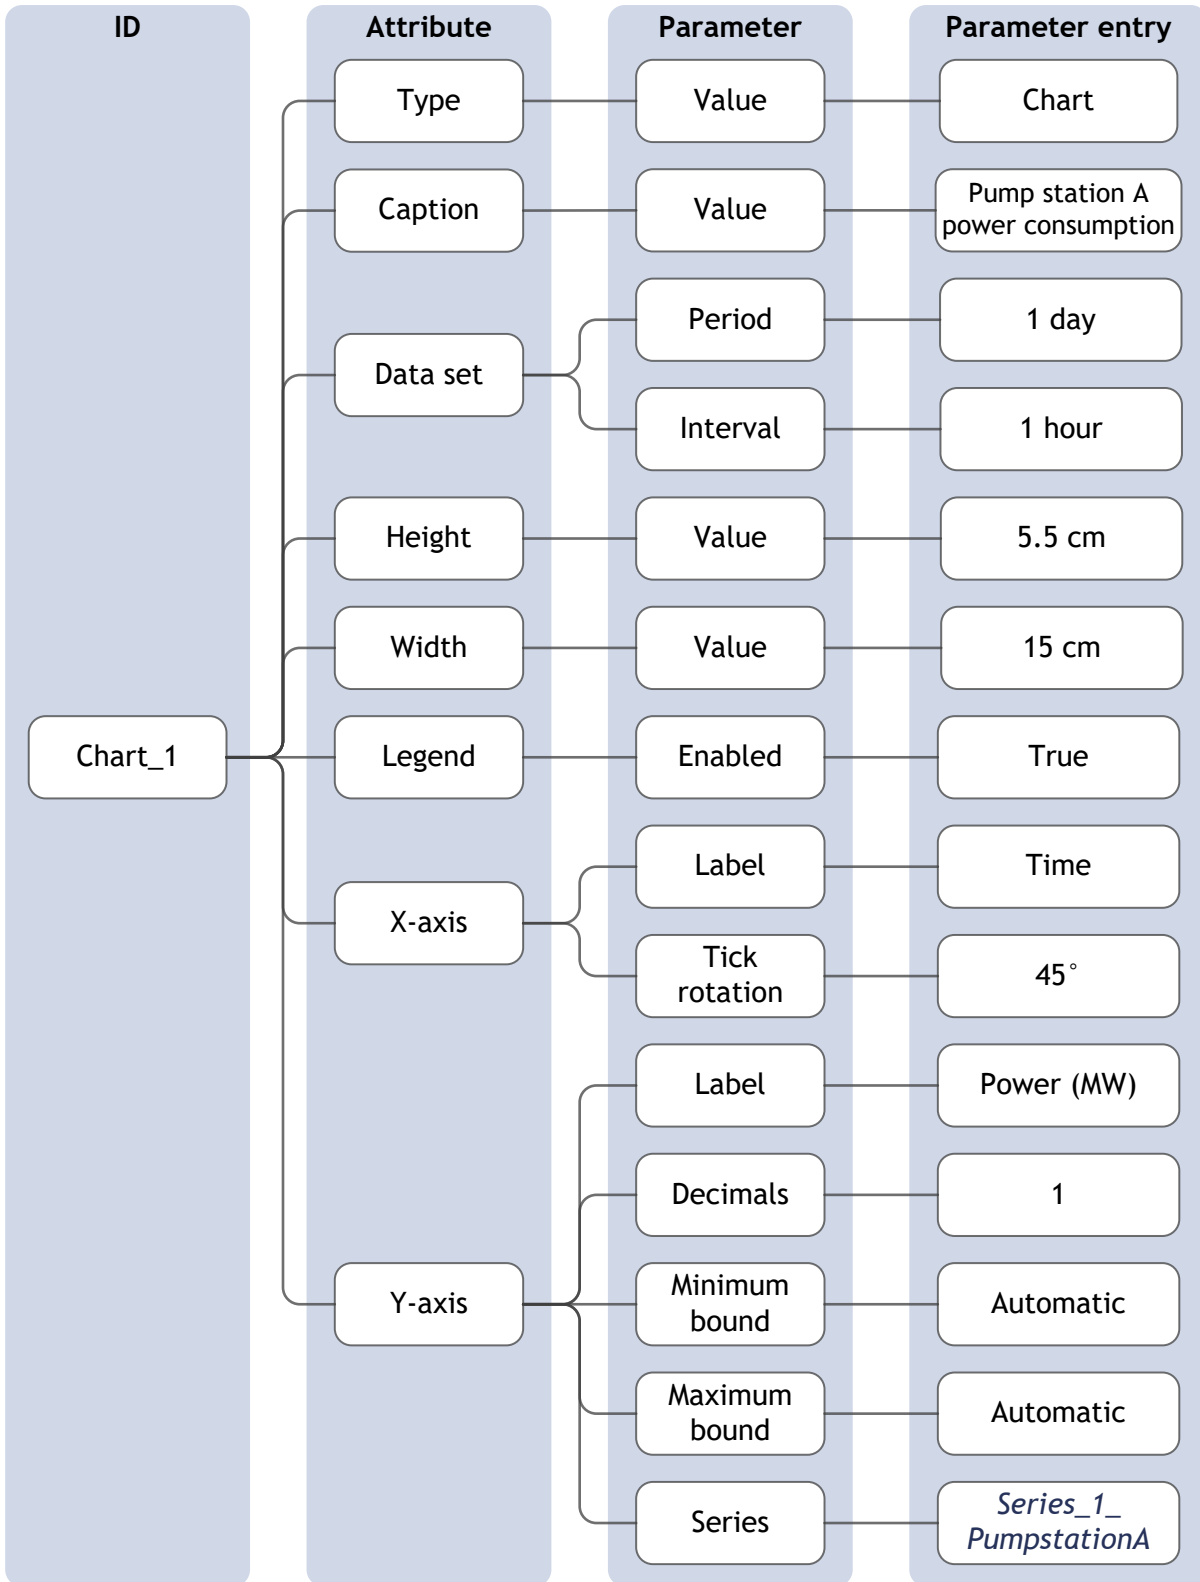 ID
Attribute
Parameter
Parameter entry
Type
Value
Chart
Caption
Value
Pump station A
power consumption
Data set
Period
1 day
Interval
1 hour
Height
Value
5.5 cm
Width
Value
15 cm
Chart_1
Legend
Enabled
True
X-axis
Label
Time
Tick
rotation
45°
Y-axis
Label
Power (MW)
Decimals
1
Minimum
bound
Automatic
Maximum
bound
Automatic
Series
Series_1_
PumpstationA